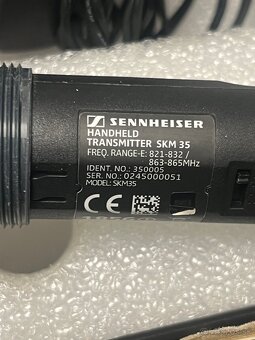 SENNHEISER
HANDHELD
TRANSMITTER SKM 35
FREQ. RANGE-E: 821-832 /
863-865MHz
IDENT. NO.: 350005
SER. NO.: 0245000051
MODEL: SKM35
CE